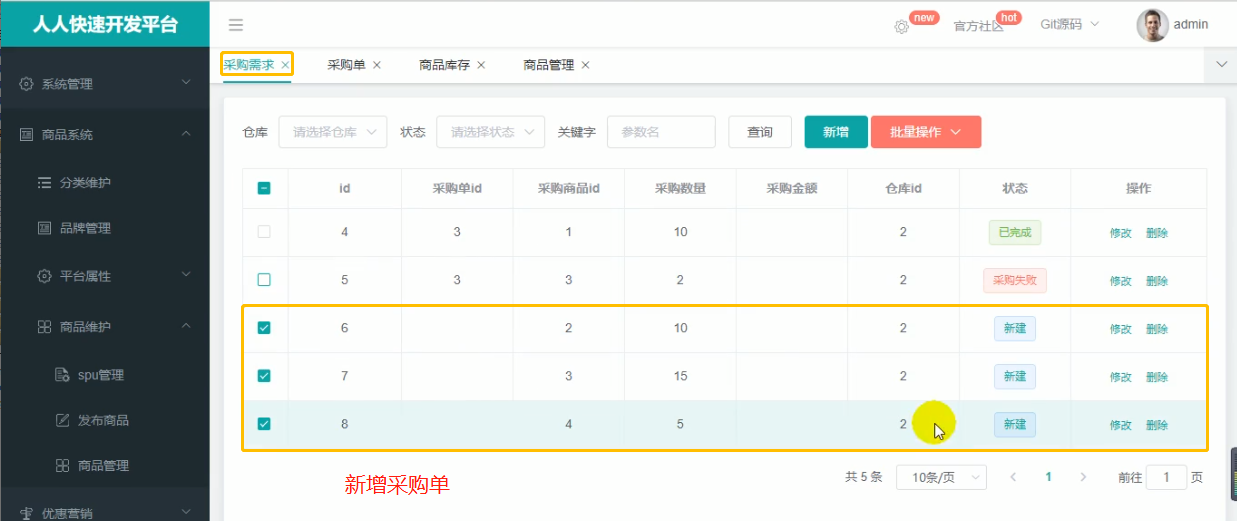 人人快速开发平台
new
官方社区
hot
Git源码
admin
采购需求 ×
采购单 ×
商品库存 ×
商品管理 ×
系统管理
商品系统
分类维护
品牌管理
平台属性
商品维护
spu管理
发布商品
商品管理
优惠营销
仓库 请选择仓库 状态 请选择状态 关键字 参数名 查询 新增 批量操作
id 采购单id 采购商品id 采购数量 采购金额 仓库id 状态 操作
4 3 1 10 2 已完成 修改 删除
5 3 3 2 2 采购失败 修改 删除
6 2 10 2 新建 修改 删除
7 3 15 2 新建 修改 删除
8 4 5 2 新建 修改 删除
共 5 条 10条/页 1 前往 1 页
新增采购单